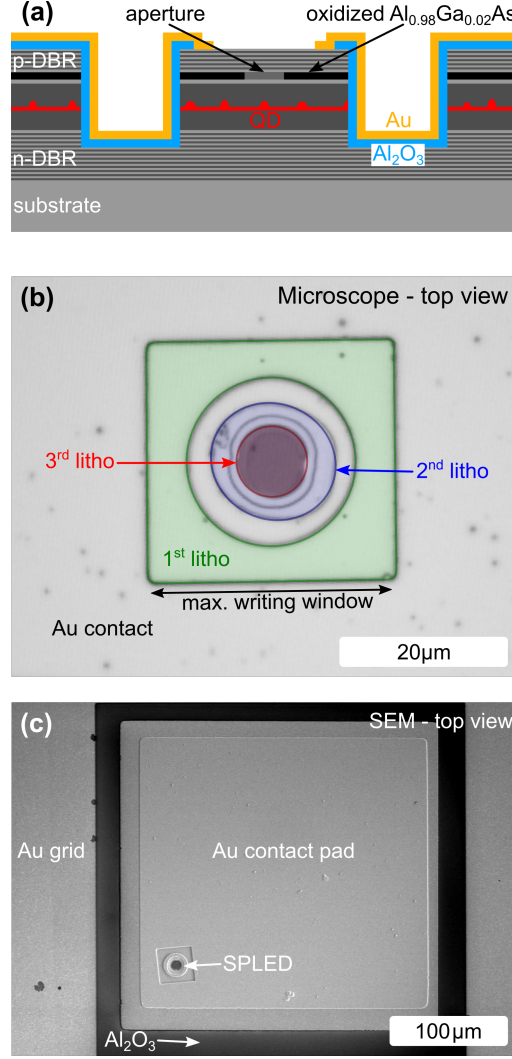 (a)
aperture
oxidized Al0.98Ga0.02As
p-DBR
QD
Au
Al2O3
n-DBR
substrate
(b)
Microscope - top view
3rd litho
2nd litho
1st litho
max. writing window
Au contact
20µm
(c)
SEM - top view
Au grid
Au contact pad
SPLED
Al2O3
100µm